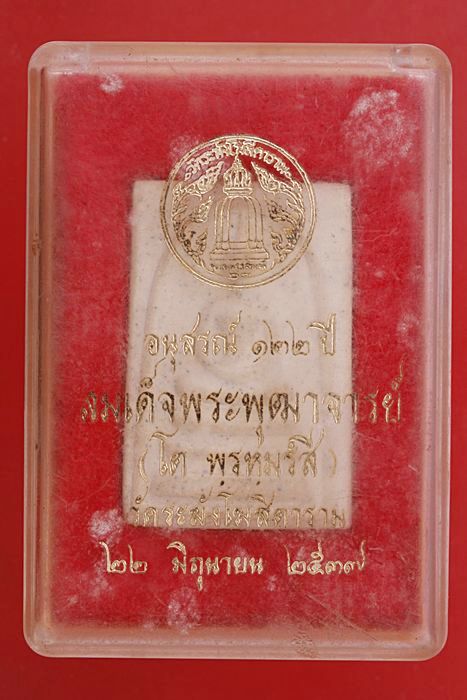 อนุสรณ์ ๑๒๒ ปี
สมเด็จพระพุฒาจารย์
(โต พฺรหฺมรํสี)
วัดระฆังโฆสิตาราม
๒๒ มิถุนายน ๒๕๓๗